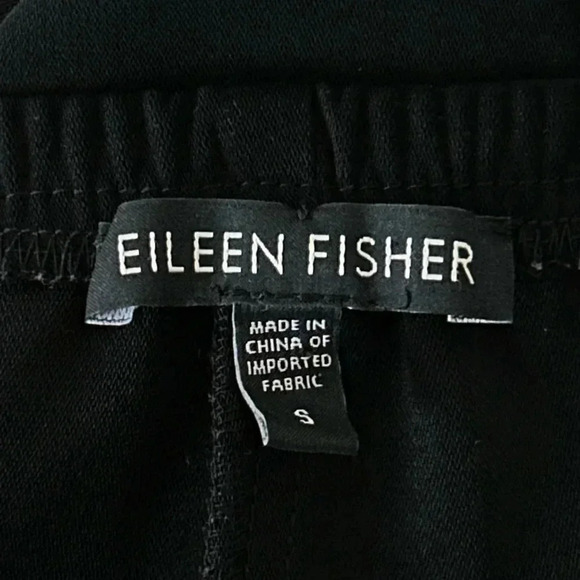 EILEEN FISHER
MADE IN
CHINA OF
IMPORTED
FABRIC
S